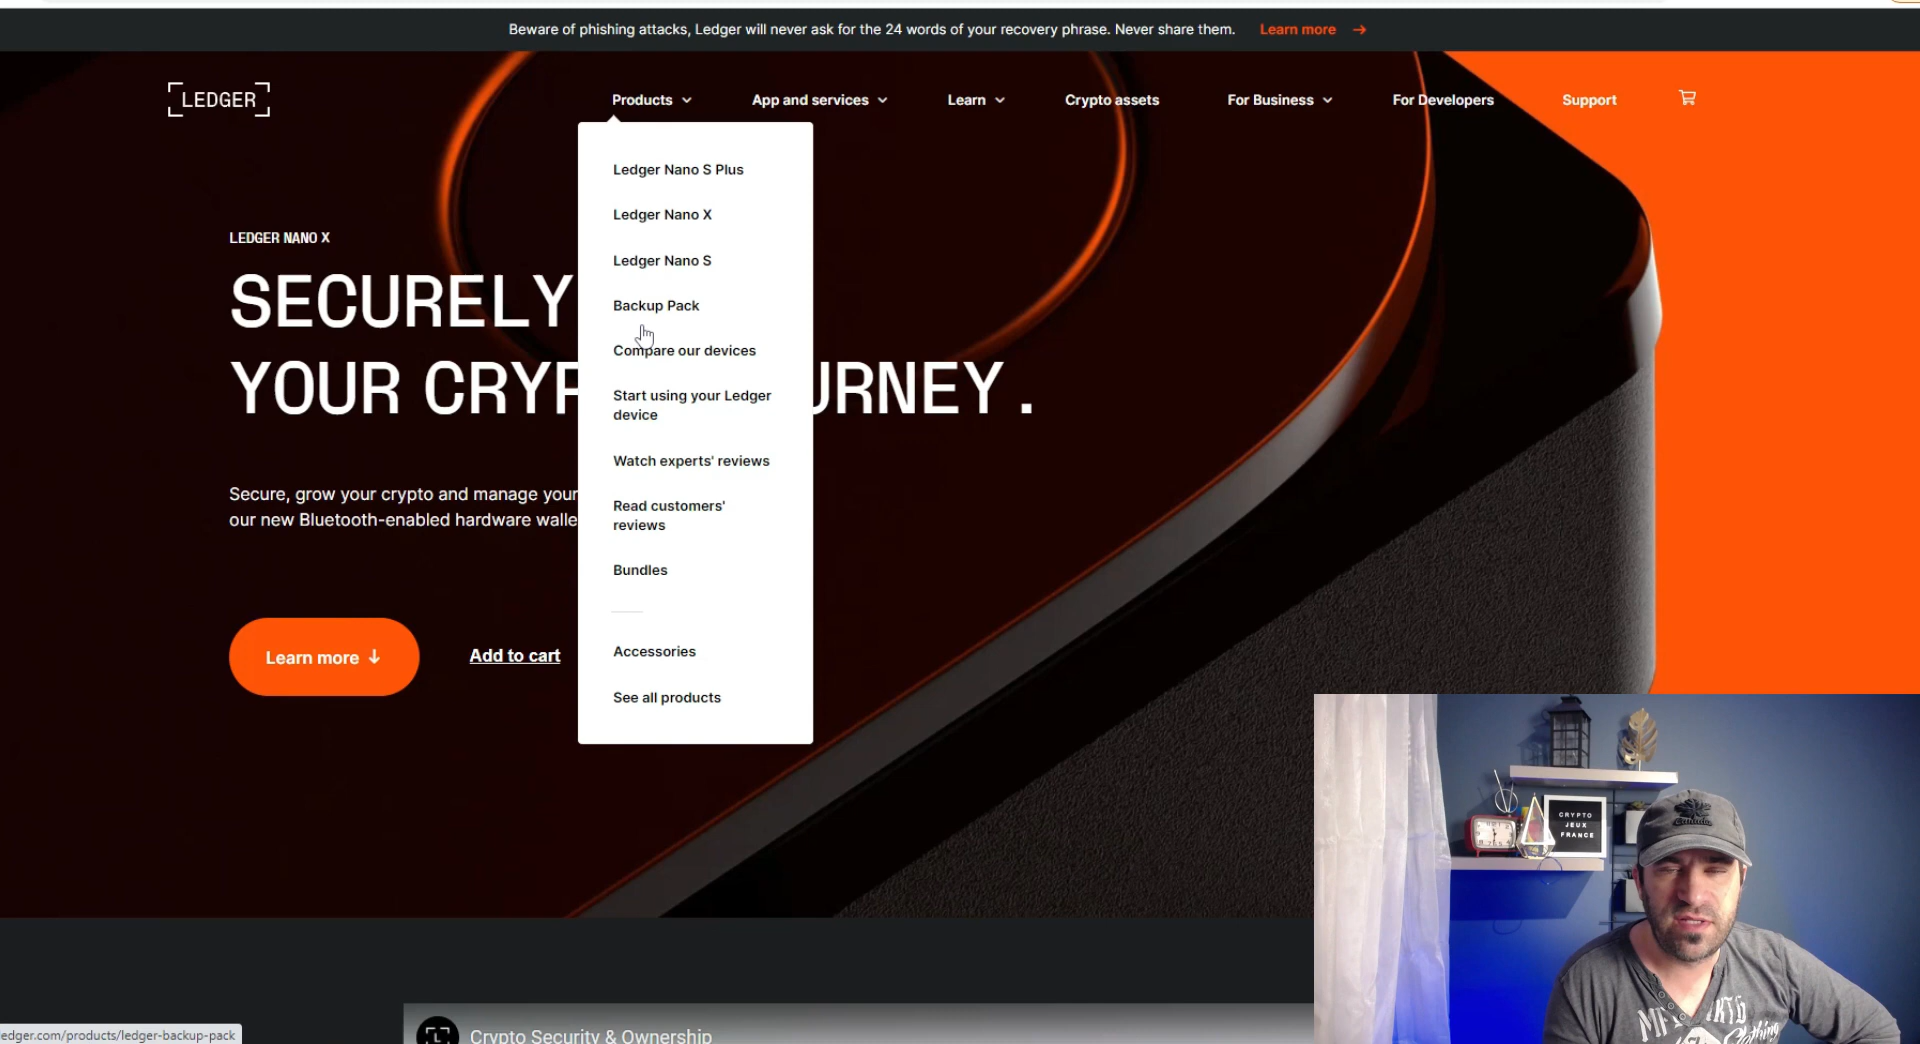 Beware of phishing attacks, Ledger will never ask for the 24 words of your recovery phrase. Never share them. Learn more →
LEDGER
Products
App and services
Learn
Crypto assets
For Business
For Developers
Support
Ledger Nano S Plus
Ledger Nano X
Ledger Nano S
Backup Pack
Compare our devices
Start using your Ledger
device
Watch experts' reviews
Read customers'
reviews
Bundles
Accessories
See all products
LEDGER NANO X
SECURELY
YOUR CRYP URNEY.
Secure, grow your crypto and manage your
our new Bluetooth-enabled hardware walle
Learn more ↓
Add to cart
CRYPTO
JEUX
FRANCE
Canada
Clothing
Crypto Security & Ownership
edger.com/products/ledger-backup-pack